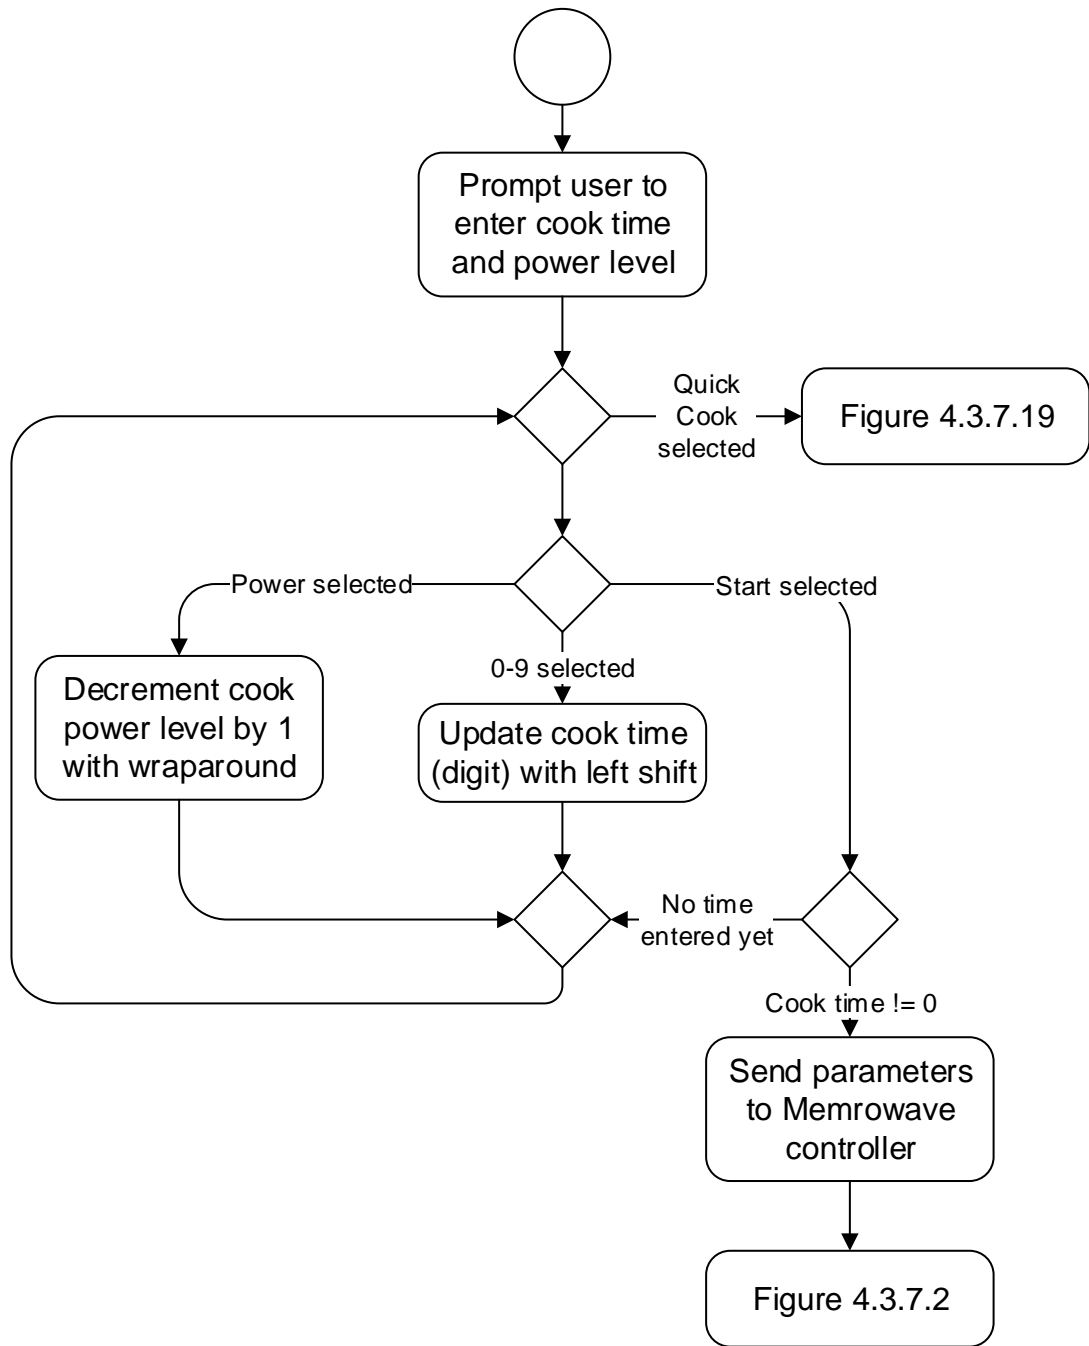 Prompt user to
enter cook time
and power level
Quick
Cook
selected
Figure 4.3.7.19
Power selected
Start selected
0-9 selected
Decrement cook
power level by 1
with wraparound
Update cook time
(digit) with left shift
No time
entered yet
Cook time != 0
Send parameters
to Memrowave
controller
Figure 4.3.7.2